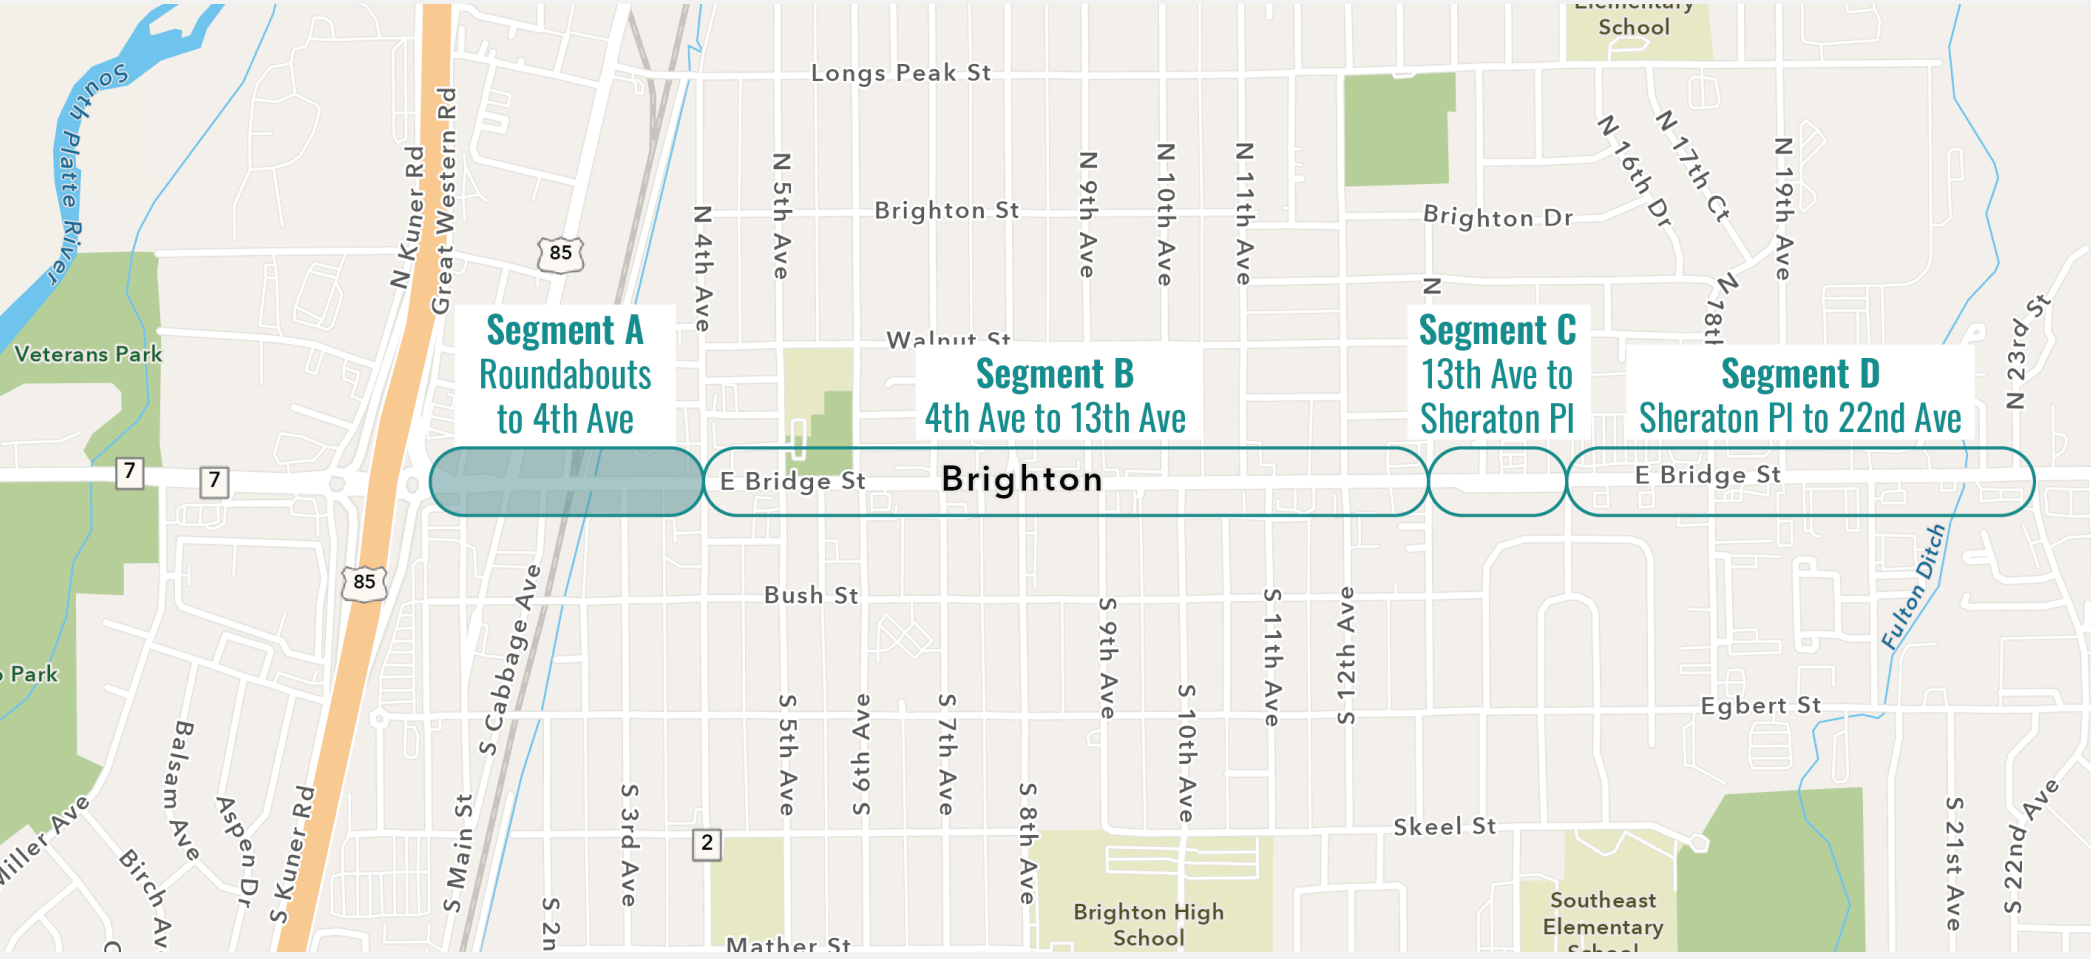 Elementary
School
Longs Peak St
South Platte River
N Kuner Rd
Great Western Rd
85
N 4th Ave
N 5th Ave
Brighton St
N 9th Ave
N 10th Ave
N 11th Ave
Brighton Dr
N 16th Dr
N 17th Ct
N 19th Ave
N
N 18th
N 23rd St
Veterans Park
Walnut St
Segment A
Roundabouts
to 4th Ave
Segment B
4th Ave to 13th Ave
Segment C
13th Ave to
Sheraton Pl
Segment D
Sheraton Pl to 22nd Ave
7
7
E Bridge St
Brighton
E Bridge St
85
Fulton Ditch
Bush St
S Cabbage Ave
S 9th Ave
S 11th Ave
S 12th Ave
Park
Balsam Ave
Aspen Dr
S Kuner Rd
S Main St
S 3rd Ave
S 5th Ave
S 6th Ave
S 7th Ave
S 8th Ave
S 10th Ave
Egbert St
Miller Ave
Birch Av
S 2n
2
Skeel St
S 21st Ave
S 22nd Ave
Mather St
Brighton High
School
Southeast
Elementary
School